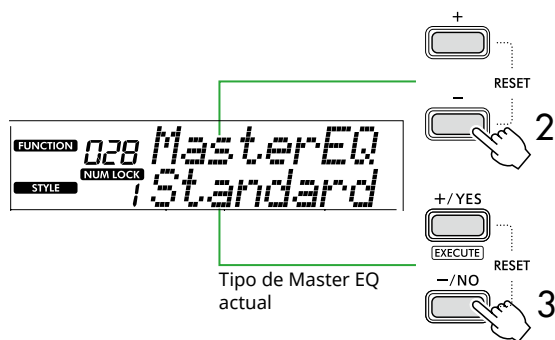 +
RESET
-
2
FUNCTION 028 MasterEQ
NUM LOCK
STYLE 1 Standard
+/YES
EXECUTE
RESET
Tipo de Master EQ
actual
-/NO
3